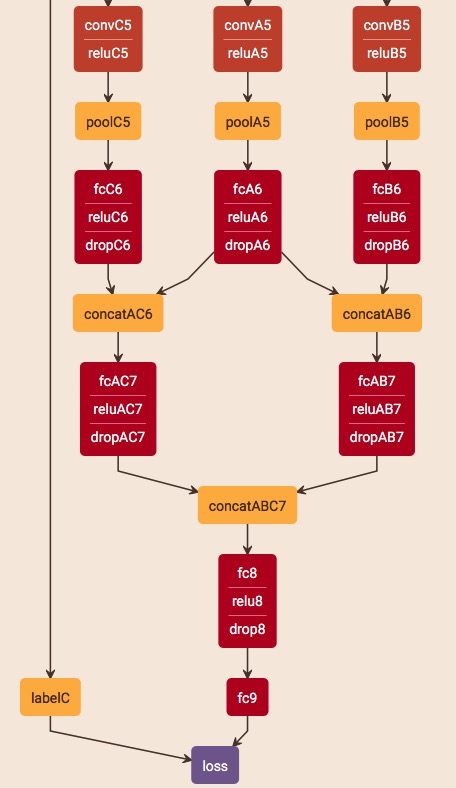 convC5
reluC5
convA5
reluA5
convB5
reluB5
poolC5
poolA5
poolB5
fcC6
reluC6
dropC6
fcA6
reluA6
dropA6
fcB6
reluB6
dropB6
concatAC6
concatAB6
fcAC7
reluAC7
dropAC7
fcAB7
reluAB7
dropAB7
concatABC7
fc8
relu8
drop8
labelC
fc9
loss